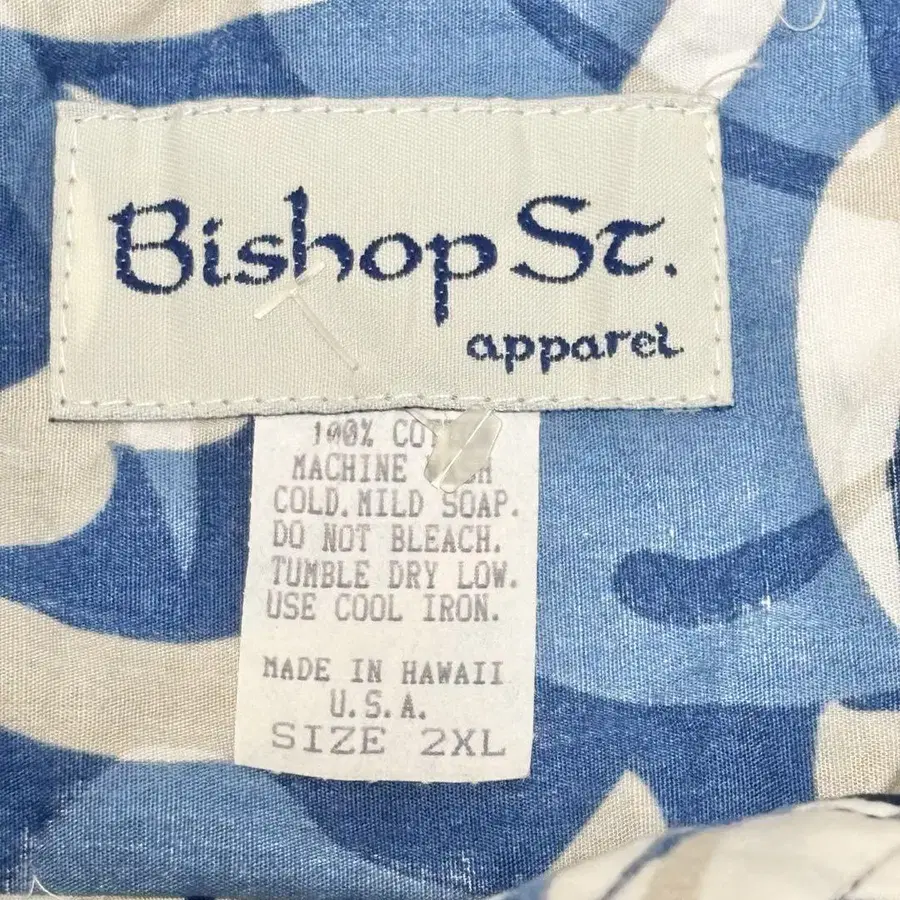 Bishop St.
apparel
100% COT
MACHINE
COLD. MILD SOAP.
DO NOT BLEACH.
TUMBLE DRY LOW.
USE COOL IRON.
MADE IN HAWAII
U.S.A.
SIZE 2XL